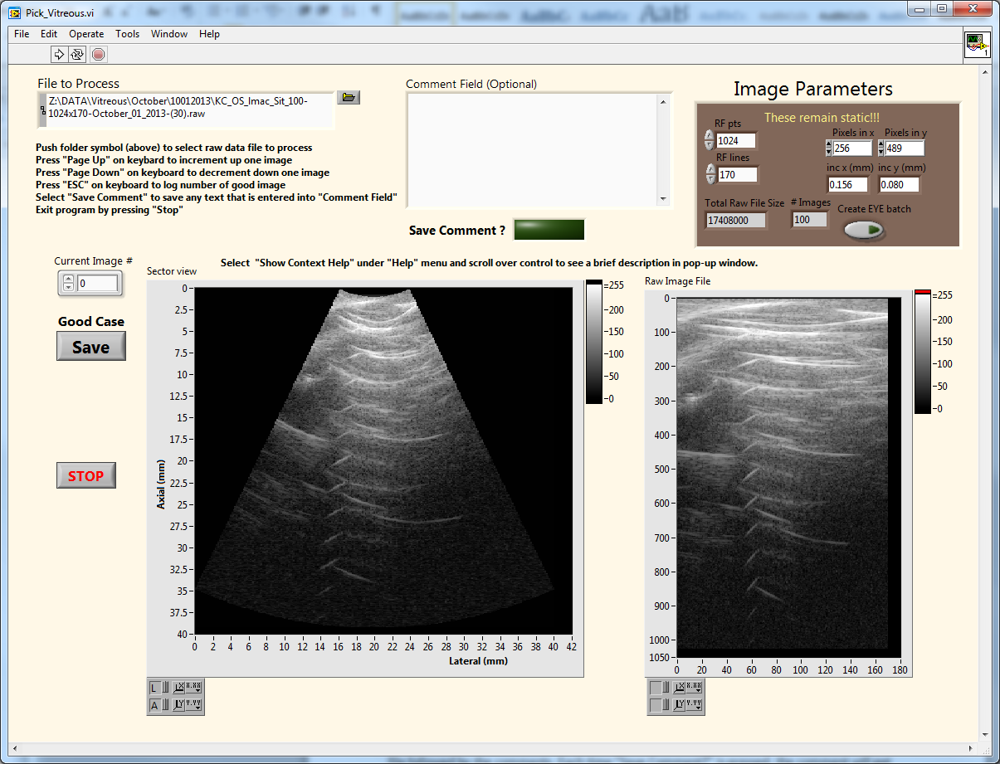 Pick_Vitreous.vi
File Edit Operate Tools Window Help
1
File to Process
Z:\DATA\Vitreous\October\10012013\KC_OS_Imac_Sit_100-
1024x170-October_01_2013-(30).raw
Push folder symbol (above) to select raw data file to process
Press "Page Up" on keybard to increment up one image
Press "Page Down" on keyboard to decrement down one image
Press "ESC" on keyboard to log number of good image
Select "Save Comment" to save any text that is entered into "Comment Field"
Exit program by pressing "Stop"
Comment Field (Optional)
Save Comment ?
Image Parameters
These remain static!!!
RF pts
1024
RF lines
170
Pixels in x Pixels in y
256 489
inc x (mm) inc y (mm)
0.156 0.080
Total Raw File Size # Images Create EYE batch
17408000 100
Select "Show Context Help" under "Help" menu and scroll over control to see a brief description in pop-up window.
Current Image #
0
Good Case
Save
STOP
Sector view
0
2.5
5
7.5
10
12.5
15
17.5
20
22.5
25
27.5
30
32.5
35
37.5
40
Axial (mm)
0 2 4 6 8 10 12 14 16 18 20 22 24 26 28 30 32 34 36 38 40 42
Lateral (mm)
255
200
150
100
50
0
L X.XX
A Y.YY
Raw Image File
0
100
200
300
400
500
600
700
800
900
1000
1050
0 20 40 60 80 100 120 140 160 180
255
200
150
100
50
0
X.XX
Y.YY